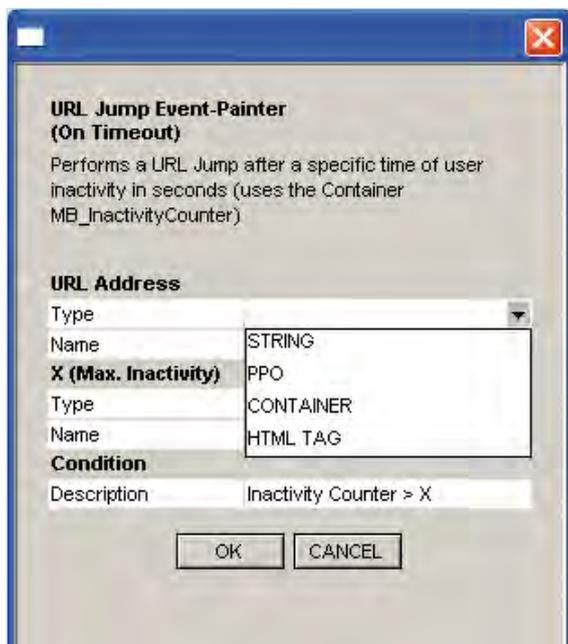 URL Jump Event-Painter
(On Timeout)
Performs a URL Jump after a specific time of user
inactivity in seconds (uses the Container
MB_InactivityCounter)
URL Address
Type
Name
STRING
X (Max. Inactivity)
PPO
Type
CONTAINER
Name
HTML TAG
Condition
Description Inactivity Counter > X
OK CANCEL